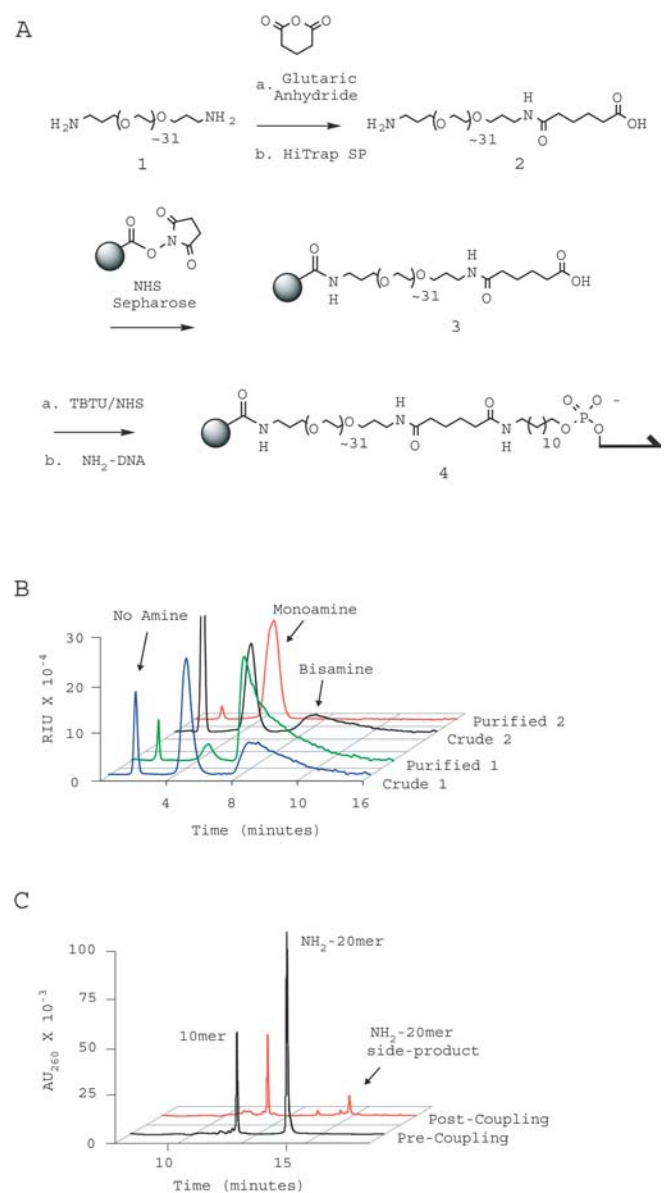 A
O O O
a. Glutaric
Anhydride
H₂N O O NH₂
~31
b. HiTrap SP
H₂N O O N H O O OH
~31
1
2
O O N O O
NHS
Sepharose
O N H O O N H O O OH
~31
3
a. TBTU/NHS
b. NH₂-DNA
O N H O O N H O O N H O P O O O -
~31
10
4
B
No Amine
Monoamine
Bisamine
RIU X 10⁻⁴
30
20
10
0
Purified 2
Crude 2
Purified 1
Crude 1
4 8 10 16
Time (minutes)
C
NH₂-20mer
10mer
NH₂-20mer
side-product
AU₂₆₀ X 10⁻³
100
75
50
25
0
Post-Coupling
Pre-Coupling
10 15
Time (minutes)